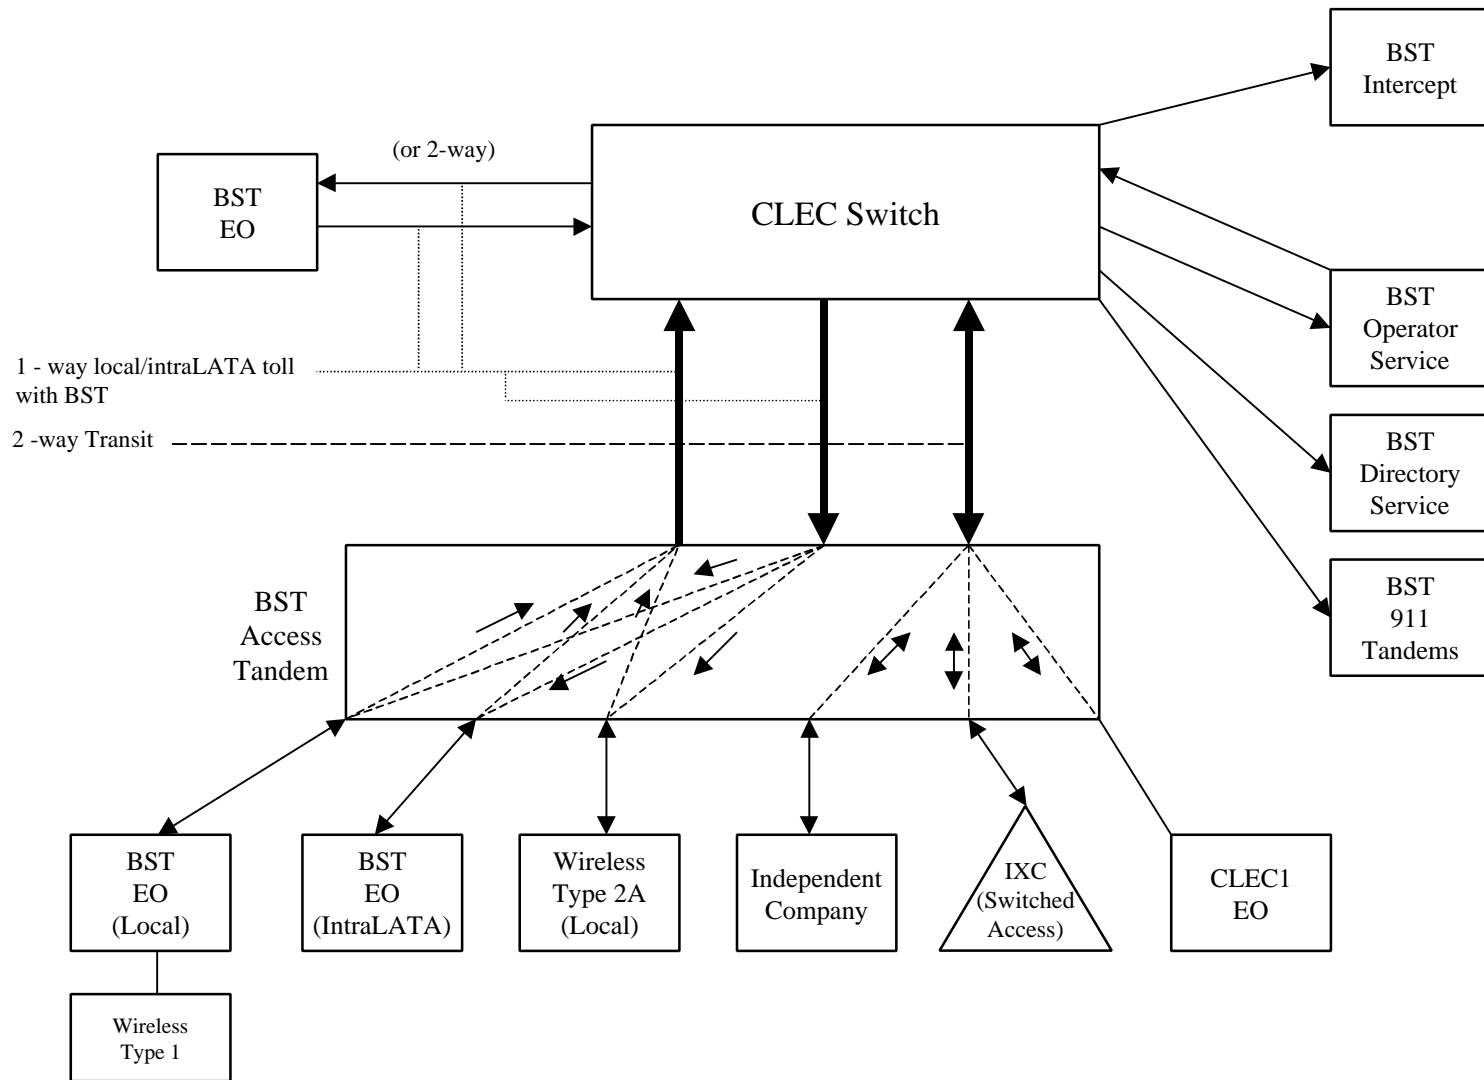 BST
Intercept
(or 2-way)
BST
EO
CLEC Switch
BST
Operator
Service
1 - way local/intraLATA toll
with BST
2 -way Transit
BST
Directory
Service
BST
911
Tandems
BST
Access
Tandem
BST
EO
(Local)
BST
EO
(IntraLATA)
Wireless
Type 2A
(Local)
Independent
Company
IXC
(Switched
Access)
CLEC1
EO
Wireless
Type 1